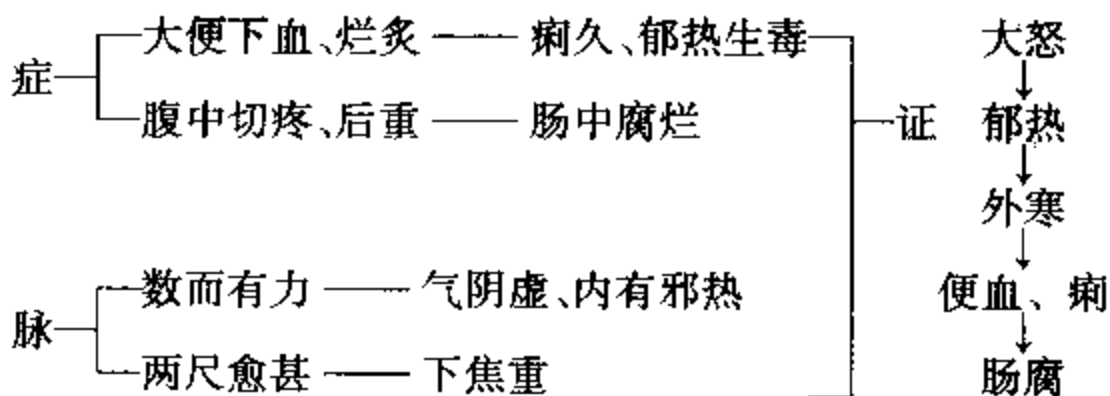 大便下血、烂炙 痢久、郁热生毒 大怒
症
腹中切疼、后重 肠中腐烂 证 郁热
外寒
数而有力 气阴虚、内有邪热 便血、痢
脉
两尺愈甚 下焦重 肠腐